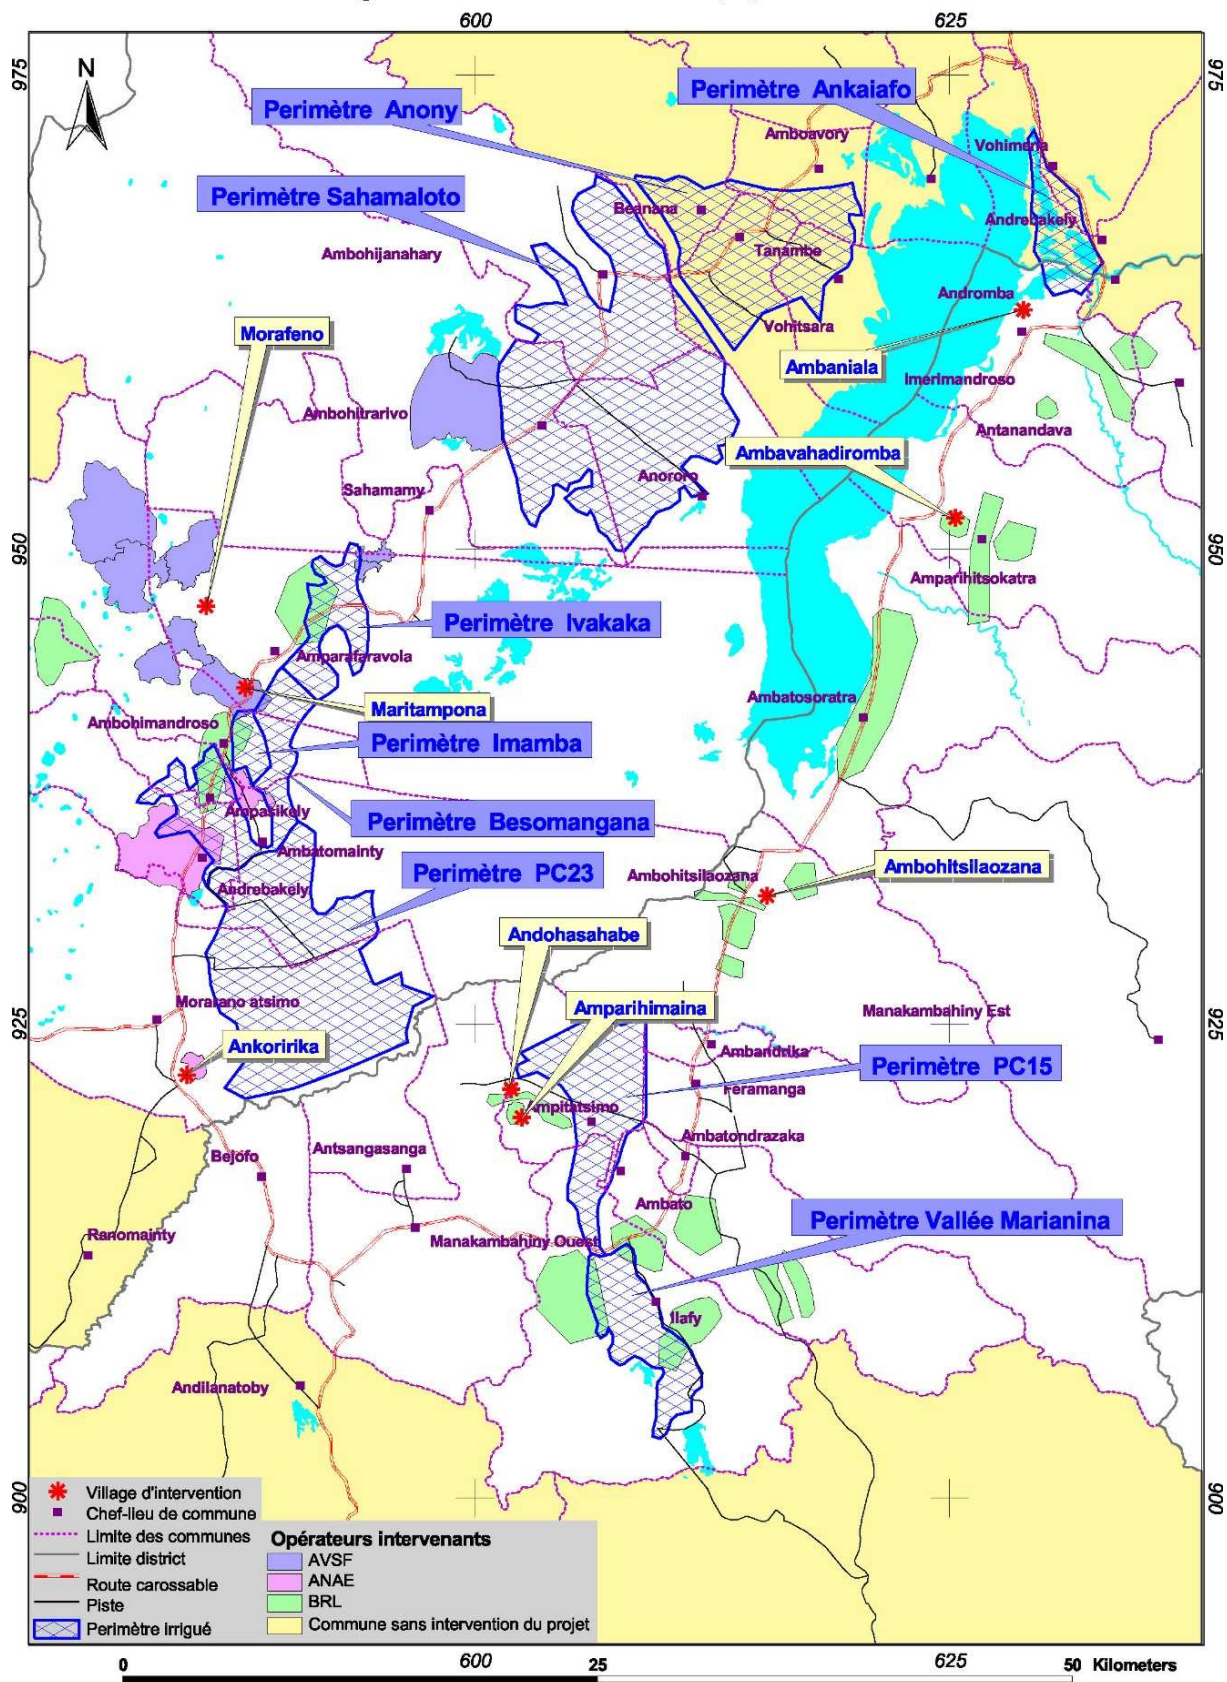 600
625
975
975
N
Perimètre Ankaiafo
Perimètre Anony
Amboavory
Vohimena
Perimètre Sahamaloto
Beanana
Andrebakely
Ambohijanahary
Tanambe
Andromba
Morafeno
Vohitsara
Ambaniala
Imerimandroso
Ambohitrarivo
Antanandava
Ambavahadiromba
Sahamamy
Anororo
950
950
Amparihitsokatra
Perimètre Ivakaka
Amparafaravola
Maritampona
Ambatosoratra
Ambohimandroso
Perimètre Imamba
Ampasikely
Perimètre Besomangana
Ambatomainty
Perimètre PC23
Ambohitsilaozana
Ambohitsilaozana
Andrebakely
Andohasahabe
Morarano atsimo
Amparihimaina
Manakambahiny Est
925
925
Ankoririka
Ambandrika
Perimètre PC15
Feramanga
mpitatsimo
Ambatondrazaka
Antsangasanga
Bejofo
Ambato
Perimètre Vallée Marianina
Ranomainty
Manakambahiny Ouest
Ilafy
Andilanatoby
900
900
Village d'intervention
Chef-lieu de commune
Limite des communes
Limite district
Route carossable
Piste
Perimètre irrigué
Opérateurs intervenants
AVSF
ANAE
BRL
Commune sans intervention du projet
600
625
0
25
50 Kilometers